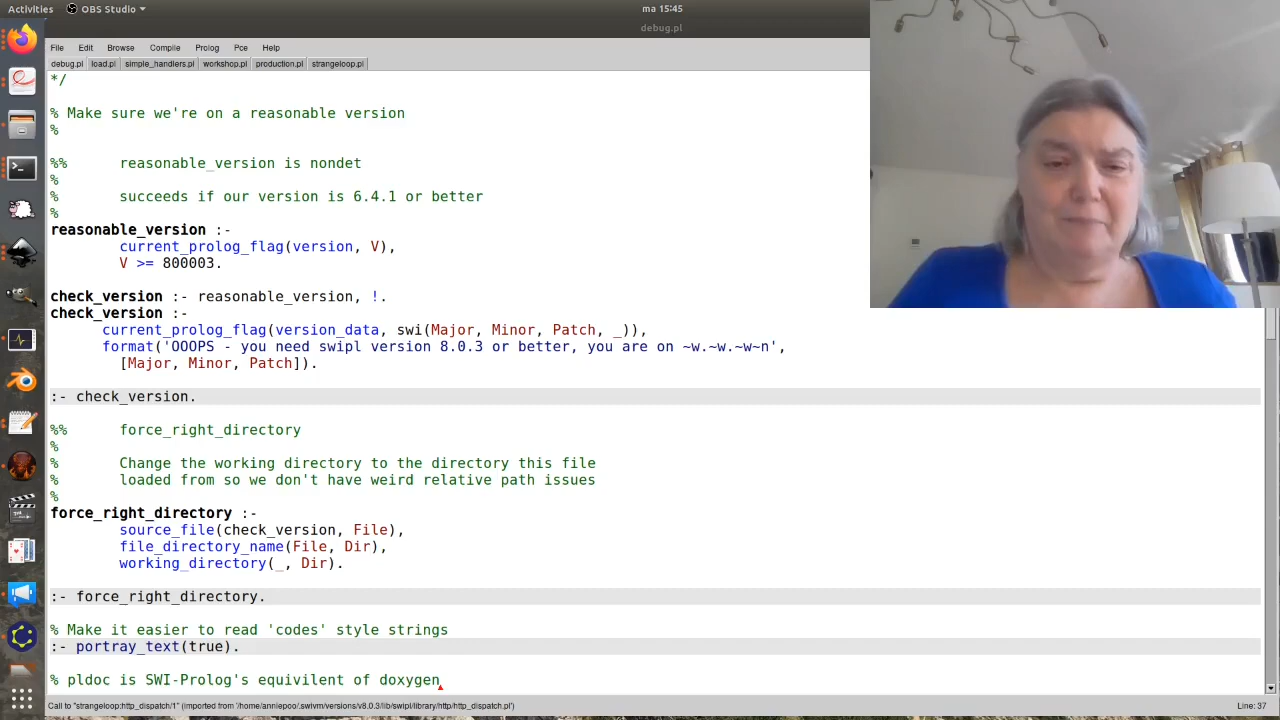 Activities OBS Studio ma 15:45
debug.pl
File Edit Browse Compile Prolog Pce Help
debug.pl load.pl simple_handlers.pl workshop.pl production.pl strangeloop.pl
*/
% Make sure we're on a reasonable version
%
%% reasonable_version is nondet
%
% succeeds if our version is 6.4.1 or better
%
reasonable_version :-
current_prolog_flag(version, V),
V >= 800003.
check_version :- reasonable_version, !.
check_version :-
current_prolog_flag(version_data, swi(Major, Minor, Patch, _)),
format('OOOPS - you need swipl version 8.0.3 or better, you are on ~w.~w.~w~n',
[Major, Minor, Patch]).
:- check_version.
%% force_right_directory
%
% Change the working directory to the directory this file
% loaded from so we don't have weird relative path issues
%
force_right_directory :-
source_file(check_version, File),
file_directory_name(File, Dir),
working_directory(_, Dir).
:- force_right_directory.
% Make it easier to read 'codes' style strings
:- portray_text(true).
% pldoc is SWI-Prolog's equivilent of doxygen
Call to "strangeloop:http_dispatch/1" (imported from '/home/anniepoo/.swivm/versions/v8.0.3/lib/swipl/library/http/http_dispatch.pl') Line: 37